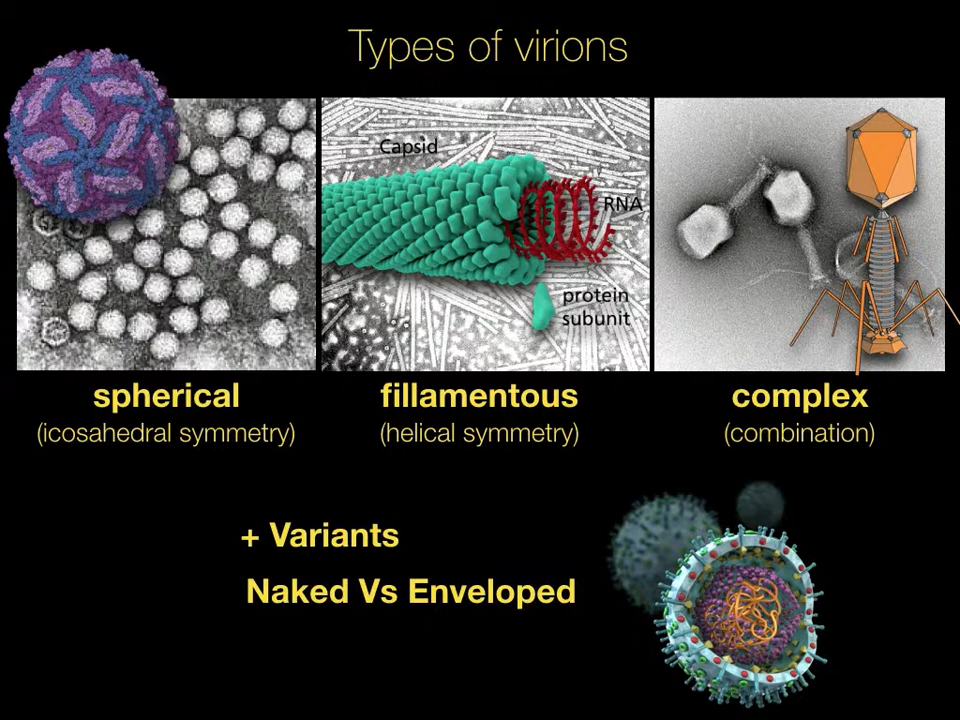 Types of virions
Capsid
RNA
protein
subunit
spherical
(icosahedral symmetry)
fillamentous
(helical symmetry)
complex
(combination)
+ Variants
Naked Vs Enveloped